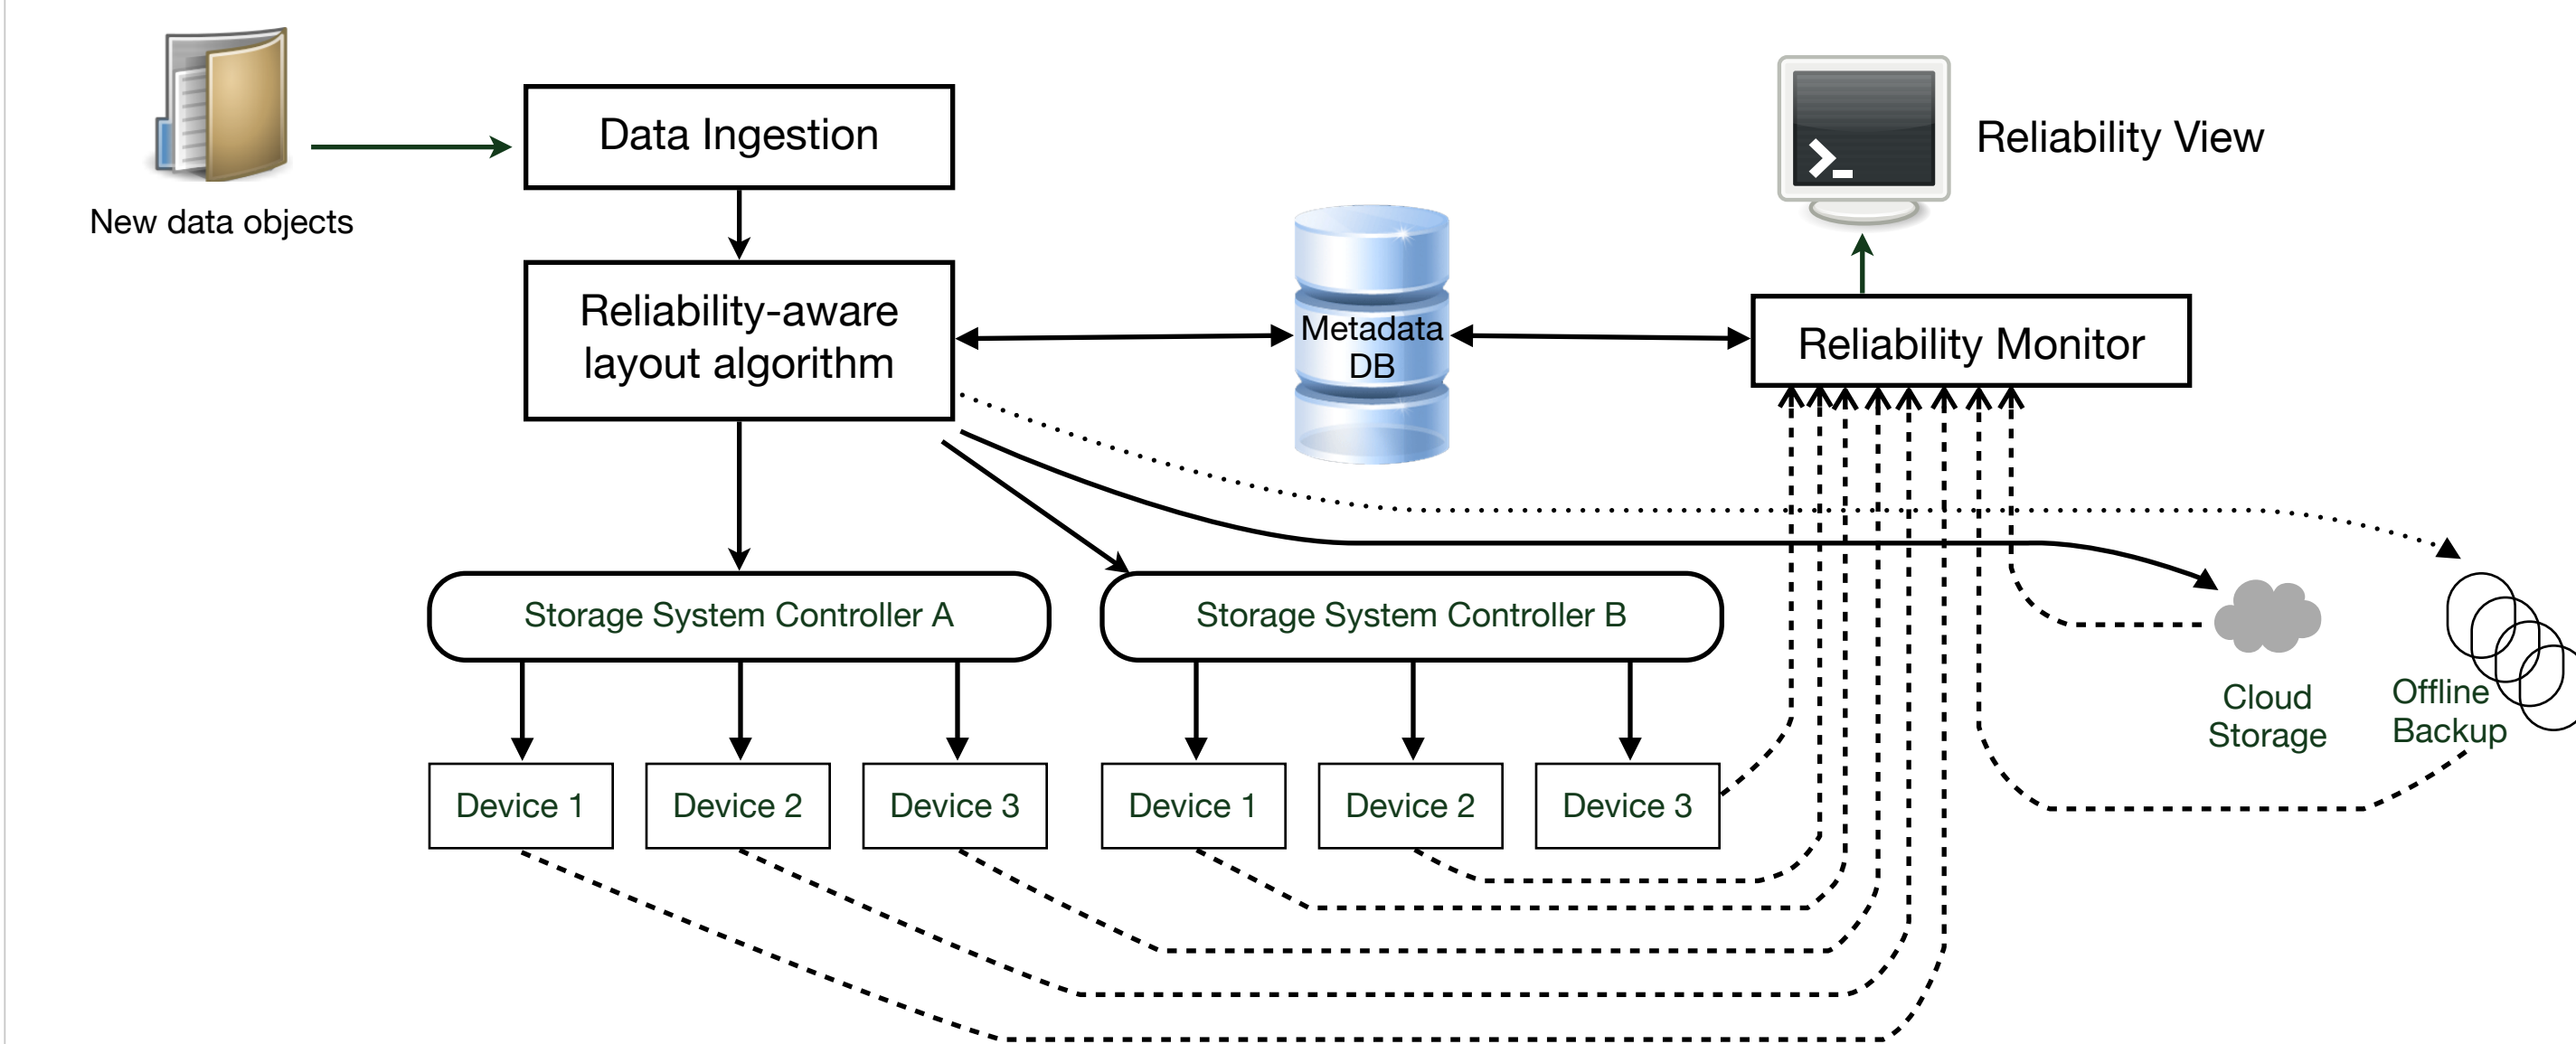 New data objects
Data Ingestion
Reliability-aware
layout algorithm
Metadata
DB
Reliability View
Reliability Monitor
Storage System Controller A
Storage System Controller B
Device 1
Device 2
Device 3
Device 1
Device 2
Device 3
Cloud
Storage
Offline
Backup